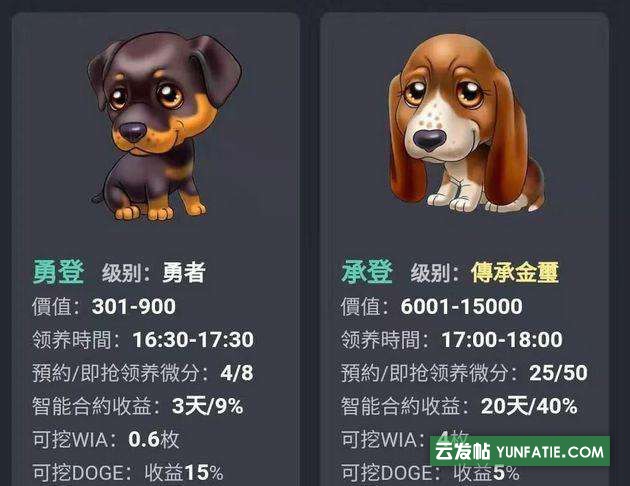 勇登 级别：勇者
價值：301-900
领养時間：16:30-17:30
預約/即抢领养微分：4/8
智能合約收益：3天/9%
可挖WIA：0.6枚
可挖DOGE：收益15%
承登 级别：傳承金璽
價值：6001-15000
领养時間：17:00-18:00
預約/即抢领养微分：25/50
智能合約收益：20天/40%
可挖WIA：4枚
可挖DOGE：收益5%
云发帖 YUNFATIE.COM